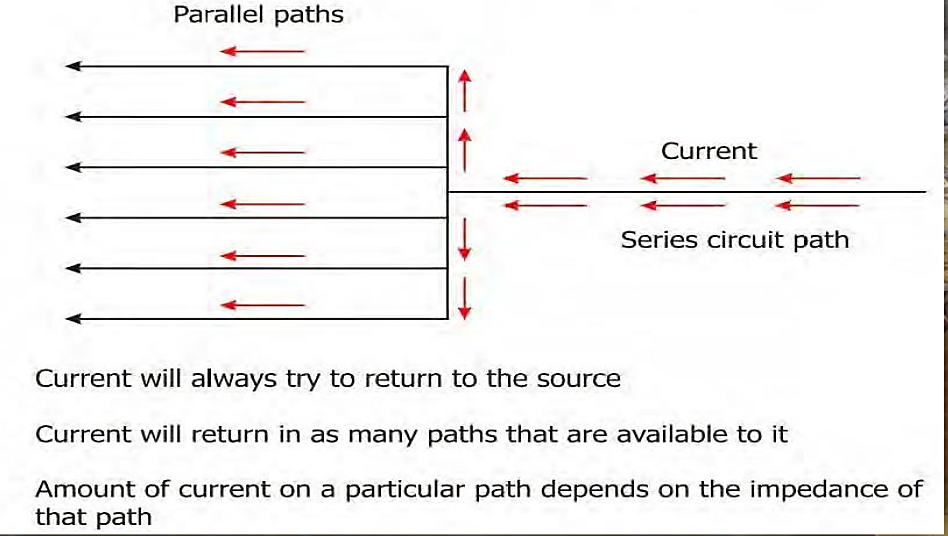 Parallel paths
Current
Series circuit path
Current will always try to return to the source
Current will return in as many paths that are available to it
Amount of current on a particular path depends on the impedance of
that path